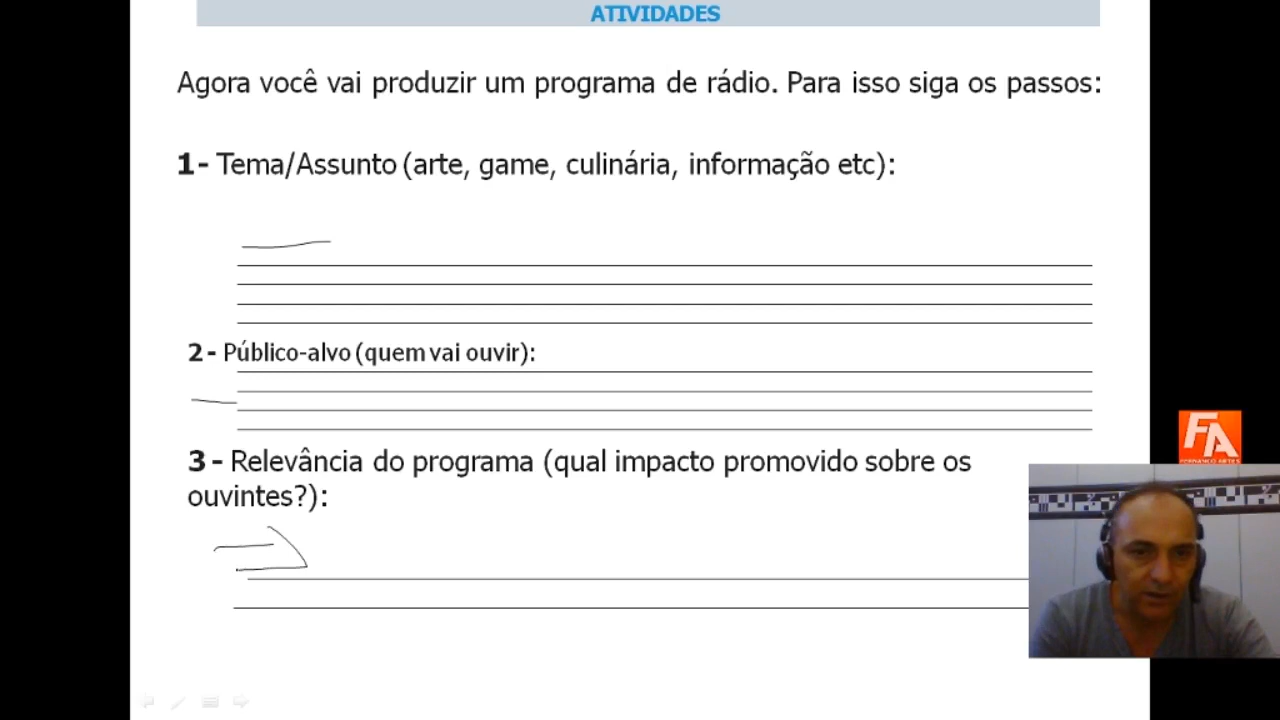 ATIVIDADES
Agora você vai produzir um programa de rádio. Para isso siga os passos:
1- Tema/Assunto (arte, game, culinária, informação etc):
2- Público-alvo (quem vai ouvir):
3- Relevância do programa (qual impacto promovido sobre os
ouvintes?):
FA
FERNANCO ARTES